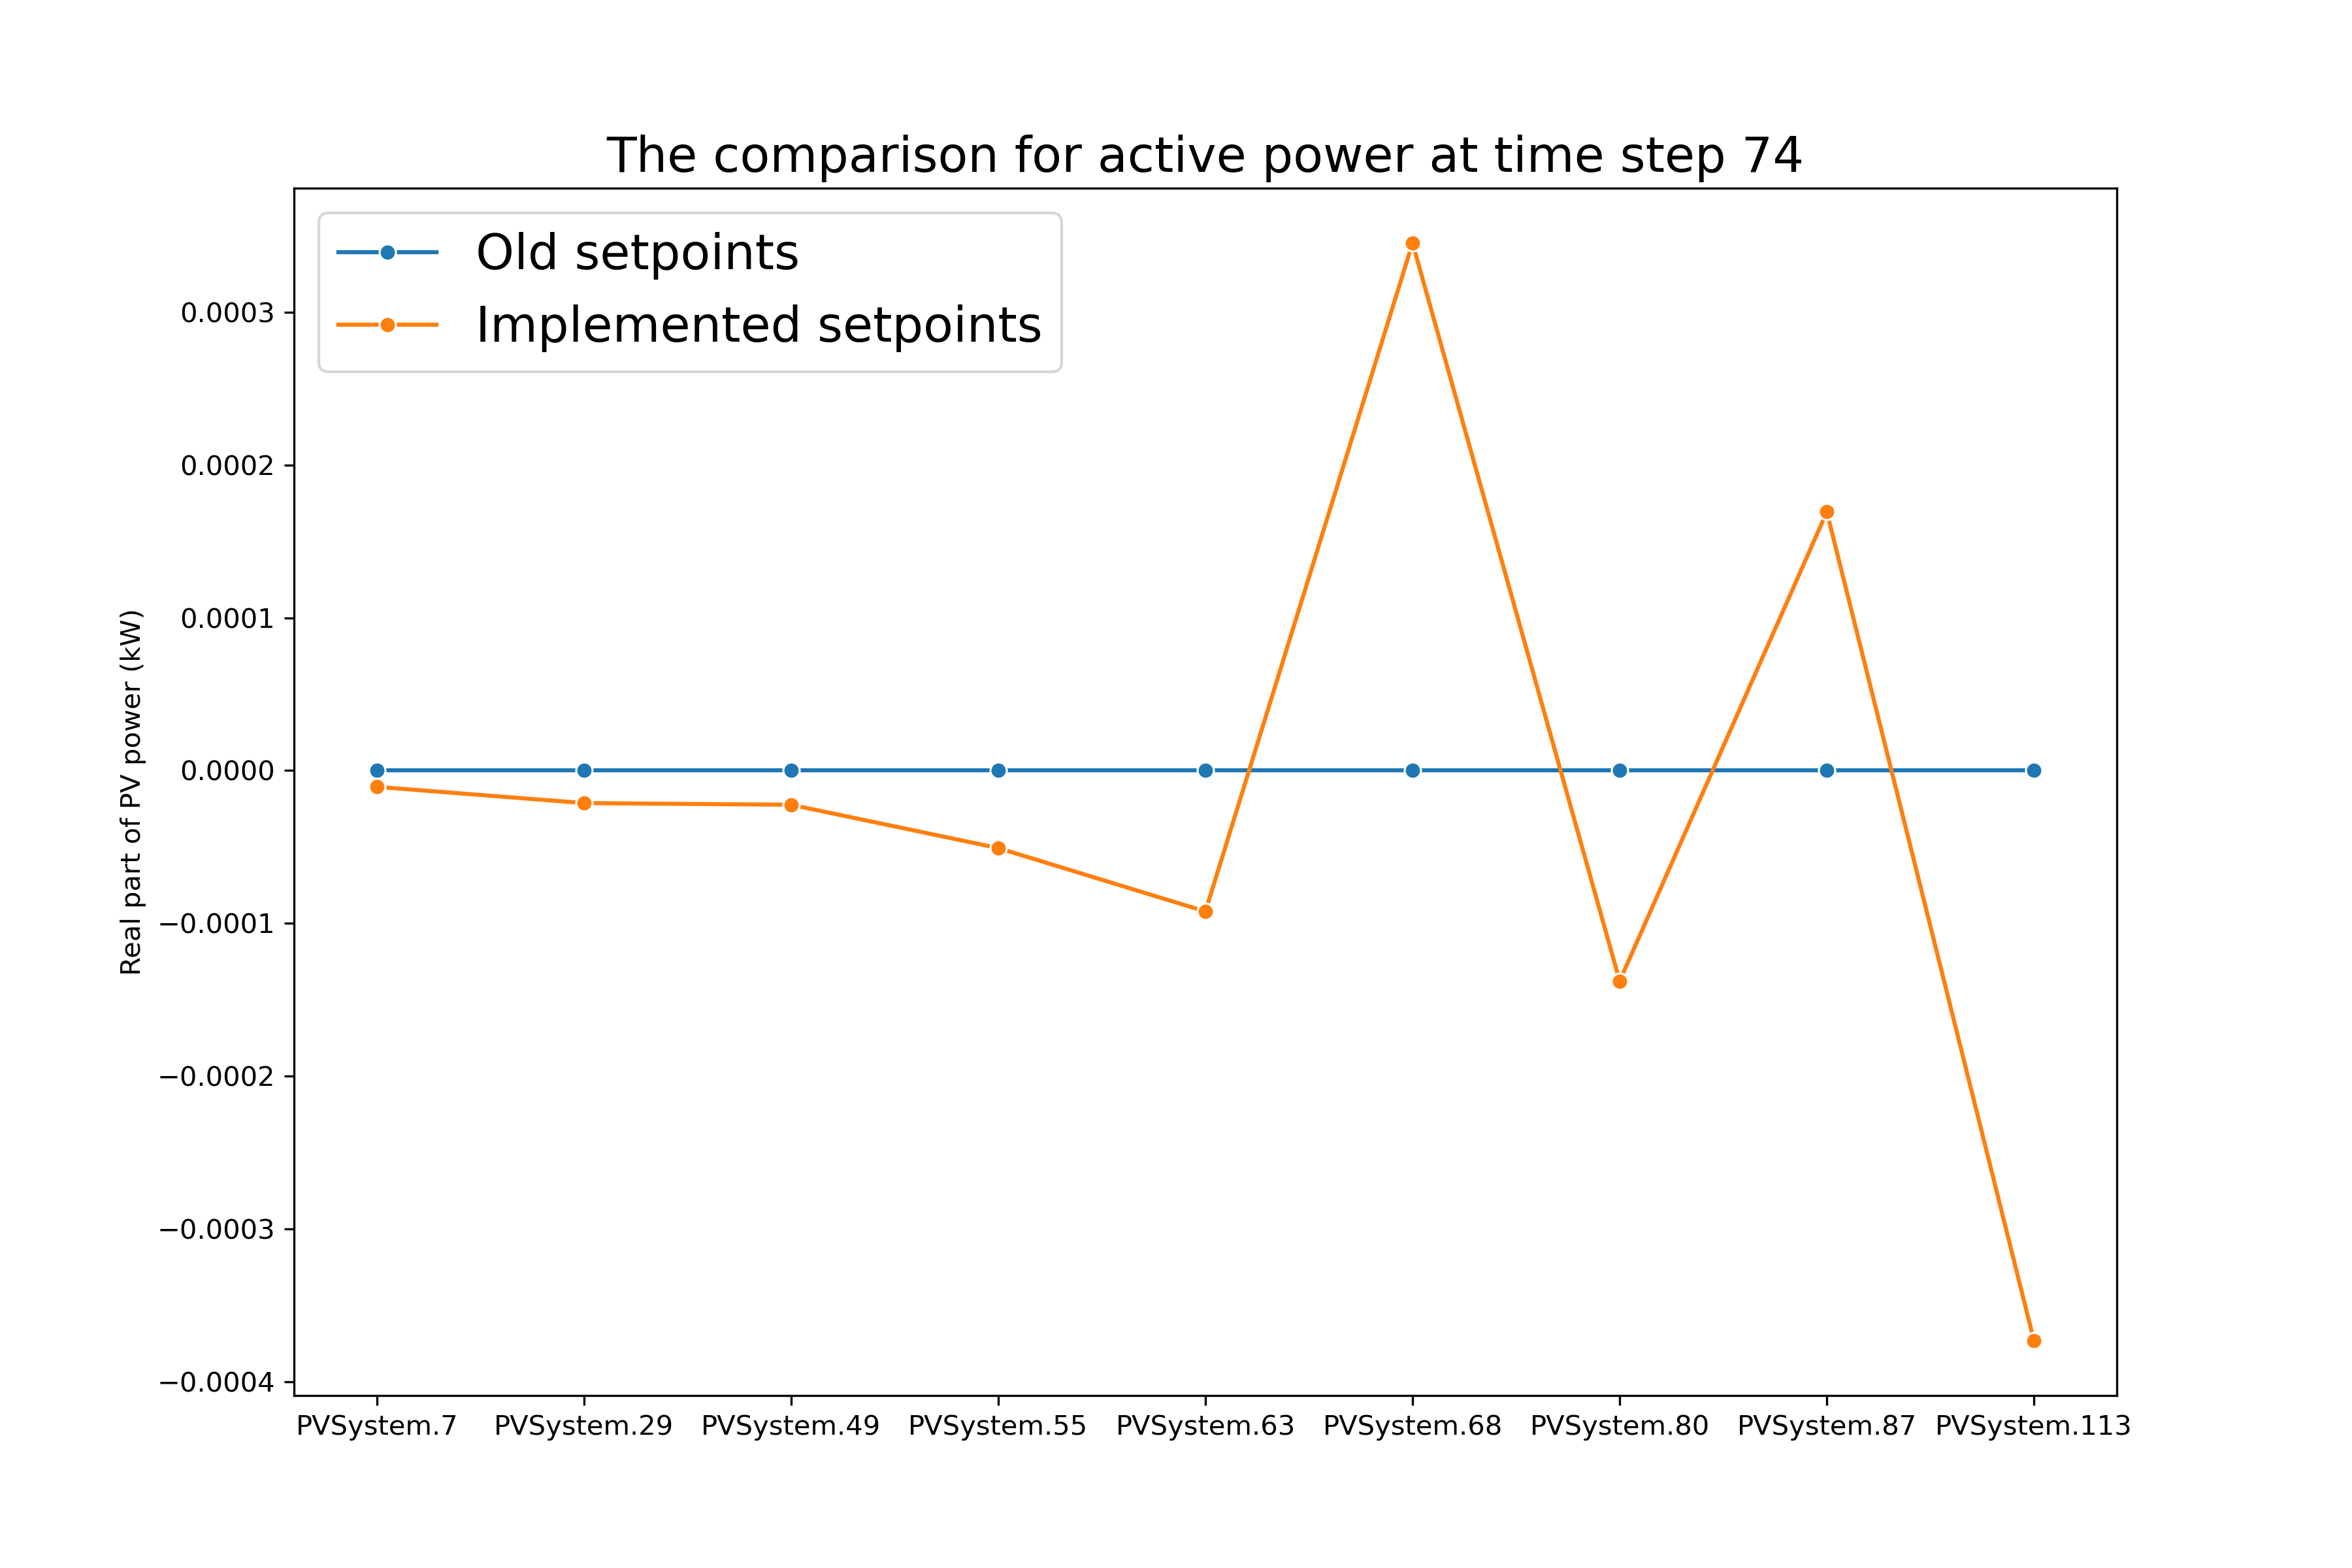 The comparison for active power at time step 74
Old setpoints
Implemented setpoints
Real part of PV power (kW)
0.0003
0.0002
0.0001
0.0000
−0.0001
−0.0002
−0.0003
−0.0004
PVSystem.7 PVSystem.29 PVSystem.49 PVSystem.55 PVSystem.63 PVSystem.68 PVSystem.80 PVSystem.87 PVSystem.113